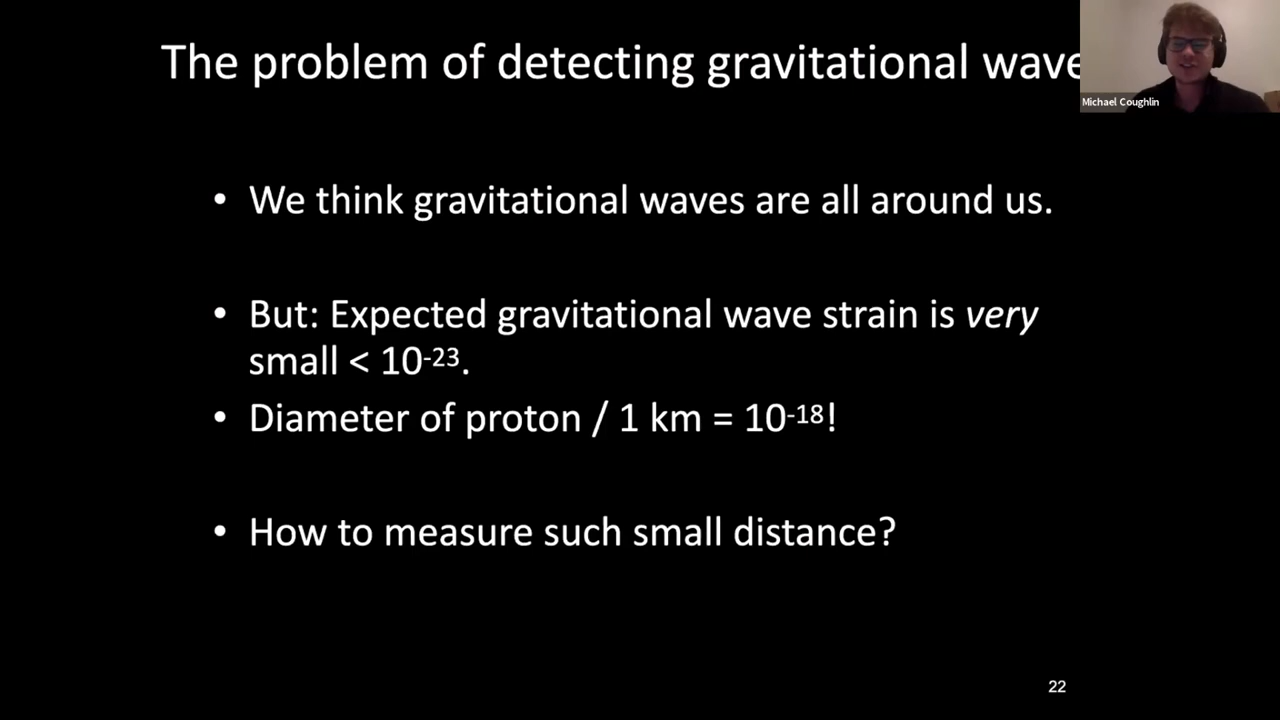 The problem of detecting gravitational wave
Michael Coughlin
• We think gravitational waves are all around us.
• But: Expected gravitational wave strain is very
small < 10-23.
• Diameter of proton / 1 km = 10-18!
• How to measure such small distance?
22